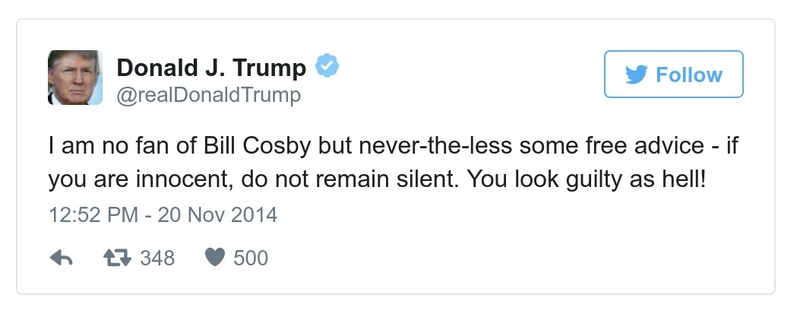 Donald J. Trump
@realDonaldTrump
Follow
I am no fan of Bill Cosby but never-the-less some free advice - if
you are innocent, do not remain silent. You look guilty as hell!
12:52 PM - 20 Nov 2014
348 500